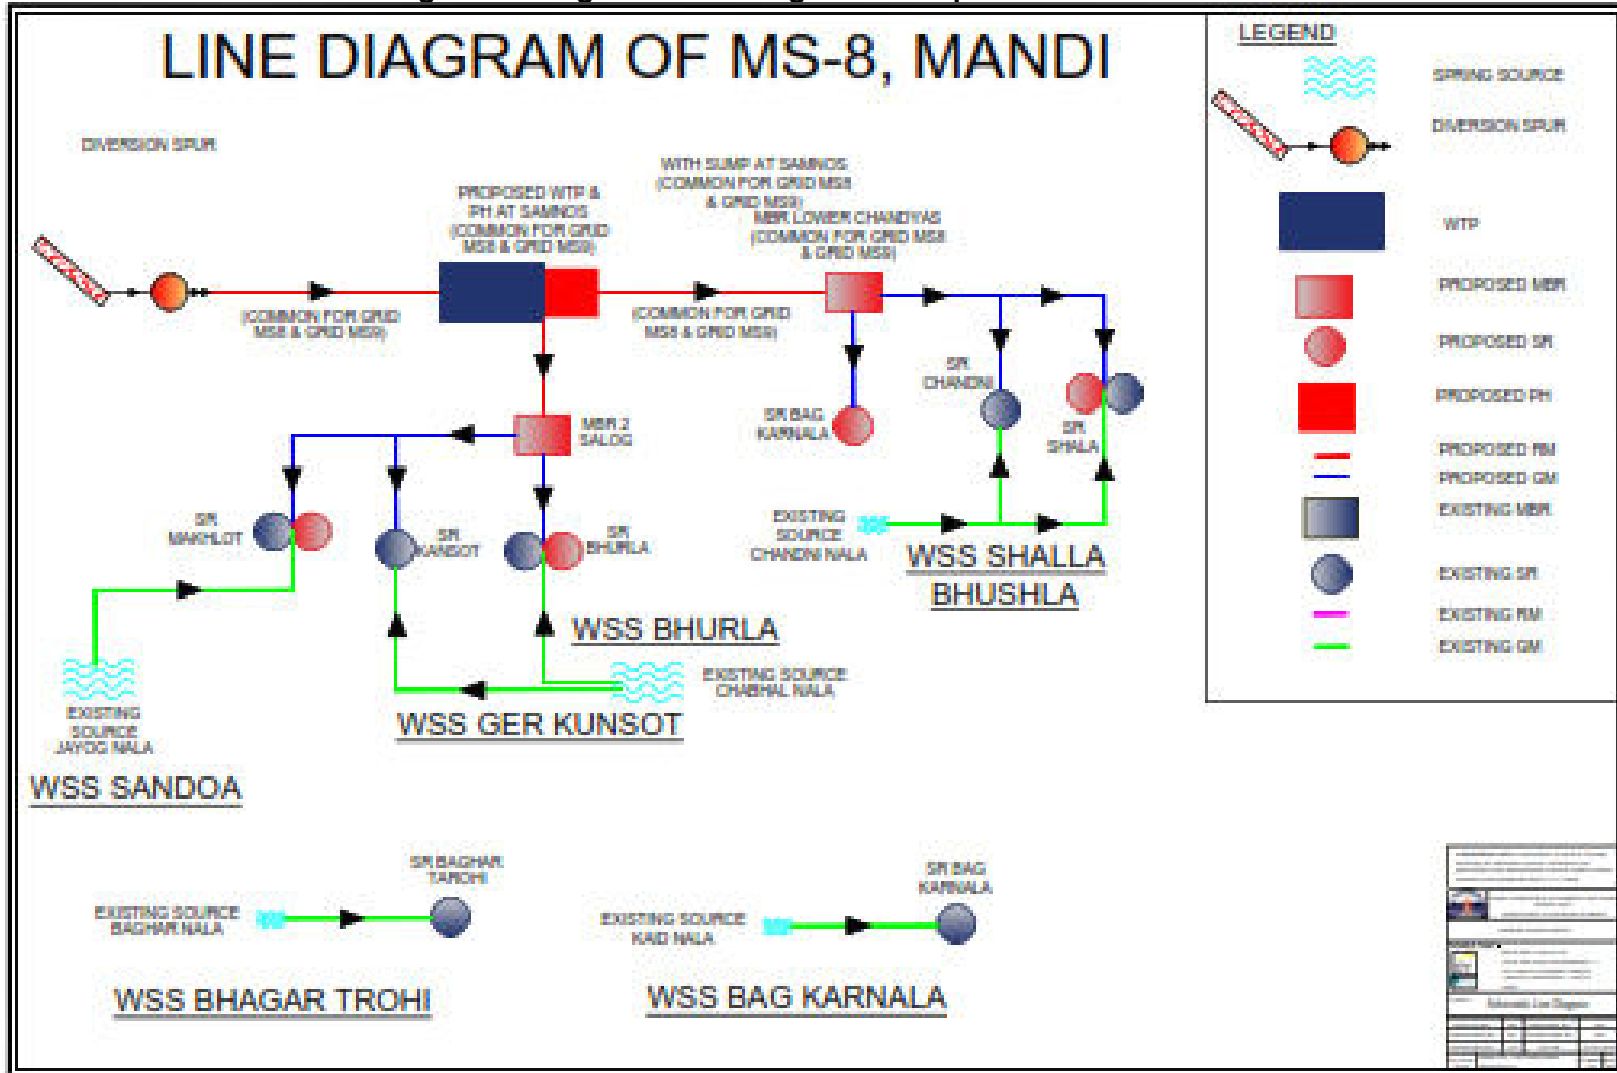 LINE DIAGRAM OF MS-8, MANDI
DIVERSION SPUR
PROPOSED WTP &
PH AT SAMNOS
(COMMON FOR GRID
MS8 & GRID MS9)
WITH SUMP AT SAMNOS
(COMMON FOR GRID MS8
& GRID MS9)
MBR LOWER CHANDYAS
(COMMON FOR GRID MS8
& GRID MS9)
(COMMON FOR GRID
MS8 & GRID MS9)
(COMMON FOR GRID
MS8 & GRID MS9)
SR
CHANDNI
SR BAG
KARNALA
SR
SHALA
MBR 2
SALOG
SR
MAKHLOT
SR
KANSOT
SR
BHURLA
EXISTING
SOURCE
CHANDNI NALA
WSS SHALLA
BHUSHLA
WSS BHURLA
EXISTING SOURCE
CHABHAL NALA
WSS GER KUNSOT
EXISTING
SOURCE
JAYOG NALA
WSS SANDOA
SR BAGHAR
TAROHI
EXISTING SOURCE
BAGHAR NALA
WSS BHAGAR TROHI
SR BAG
KARNALA
EXISTING SOURCE
KAID NALA
WSS BAG KARNALA
LEGEND
SPRING SOURCE
DIVERSION SPUR
WTP
PROPOSED MBR
PROPOSED SR
PROPOSED PH
PROPOSED RM
PROPOSED GM
EXISTING MBR
EXISTING SR
EXISTING RM
EXISTING GM
Schematic Line Diagram